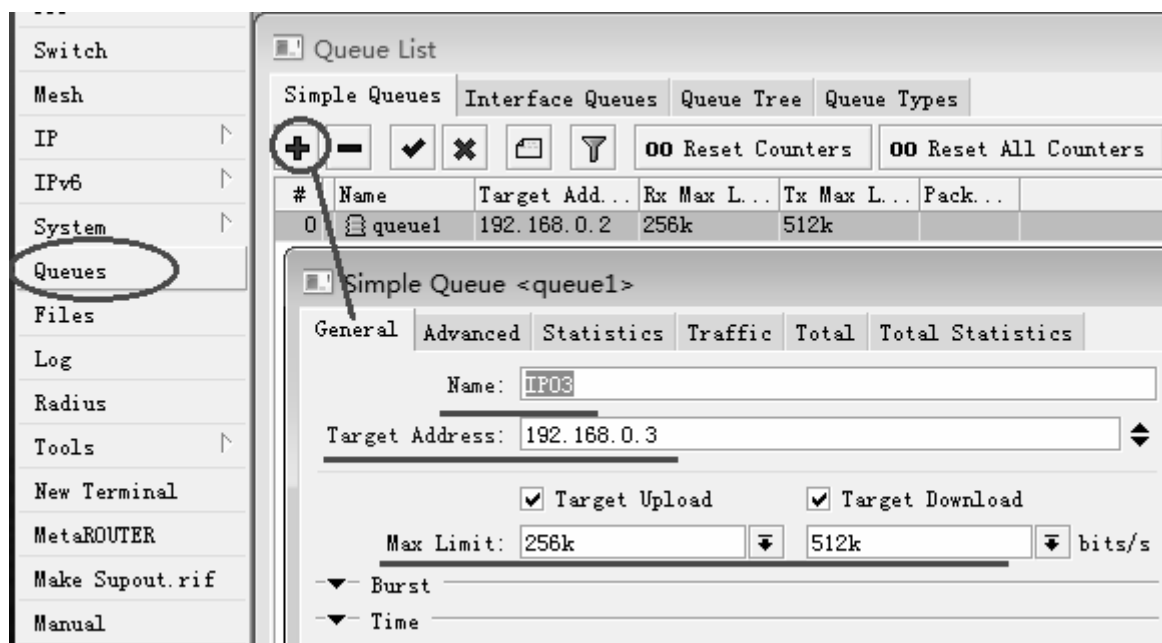 Switch
Mesh
IP
IPv6
System
Queues
Files
Log
Radius
Tools
New Terminal
MetaROUTER
Make Supout.rif
Manual
Queue List
Simple Queues Interface Queues Queue Tree Queue Types
00 Reset Counters 00 Reset All Counters
# Name Target Add... Rx Max L... Tx Max L... Pack...
0 queue1 192.168.0.2 256k 512k
Simple Queue <queue1>
General Advanced Statistics Traffic Total Total Statistics
Name: IP03
Target Address: 192.168.0.3
Target Upload Target Download
Max Limit: 256k 512k bits/s
Burst
Time